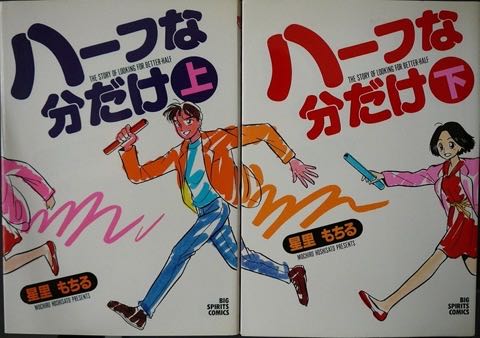 ハーフな
THE STORY OF LOOKING FOR BETTER-HALF
分だけ 上
星里 もちる
MOCHIRU HOSHISATO PRESENTS
BIG
SPIRITS
COMICS
ハーフな
THE STORY OF LOOKING FOR BETTER-HALF
分だけ 下
星里 もちる
MOCHIRU HOSHISATO PRESENTS
BIG
SPIRITS
COMICS